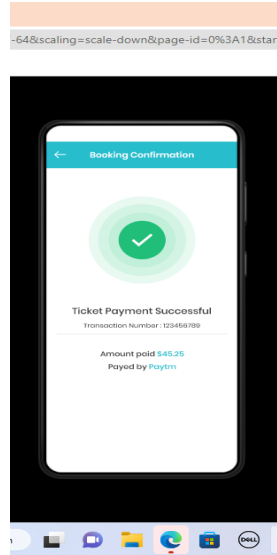 -64&scaling=scale-down&page-id=0%3A1&star
Booking Confirmation
Ticket Payment Successful
Transaction Number : 123456789
Amount paid $45.25
Payed by Paytm
DELL